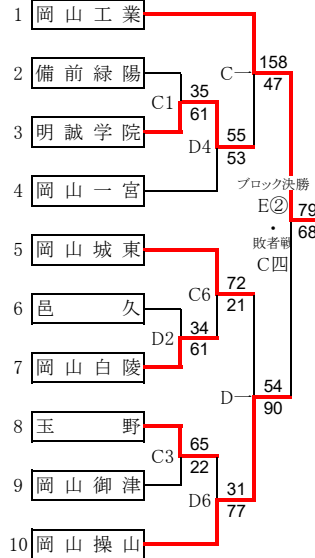 1 岡山工業
C一 158
47
2 備前緑陽
C1 35
61
3 明誠学院
D4 55
53
4 岡山一宮
ブロック決勝
E② 79
・ 68
敗者戦
C四
5 岡山城東
C6 72
21
6 邑久
D2 34
61
7 岡山白陵
D一 54
90
8 玉野
C3 65
22
9 岡山御津
D6 31
77
10 岡山操山